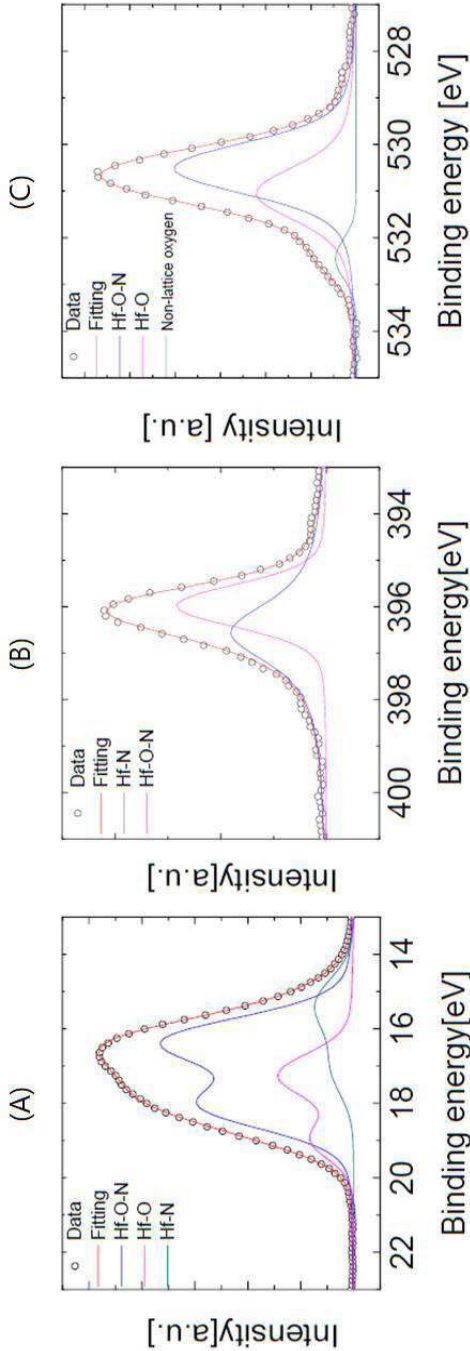 (A)
Data
Fitting
Hf-O-N
Hf-O
Hf-N
Intensity[a.u.]
22 20 18 16 14
Binding energy[eV]
(B)
Data
Fitting
Hf-N
Hf-O-N
Intensity[a.u.]
400 398 396 394
Binding energy[eV]
(C)
Data
Fitting
Hf-O-N
Hf-O
Non-lattice oxygen
Intensity [a.u.]
534 532 530 528
Binding energy [eV]